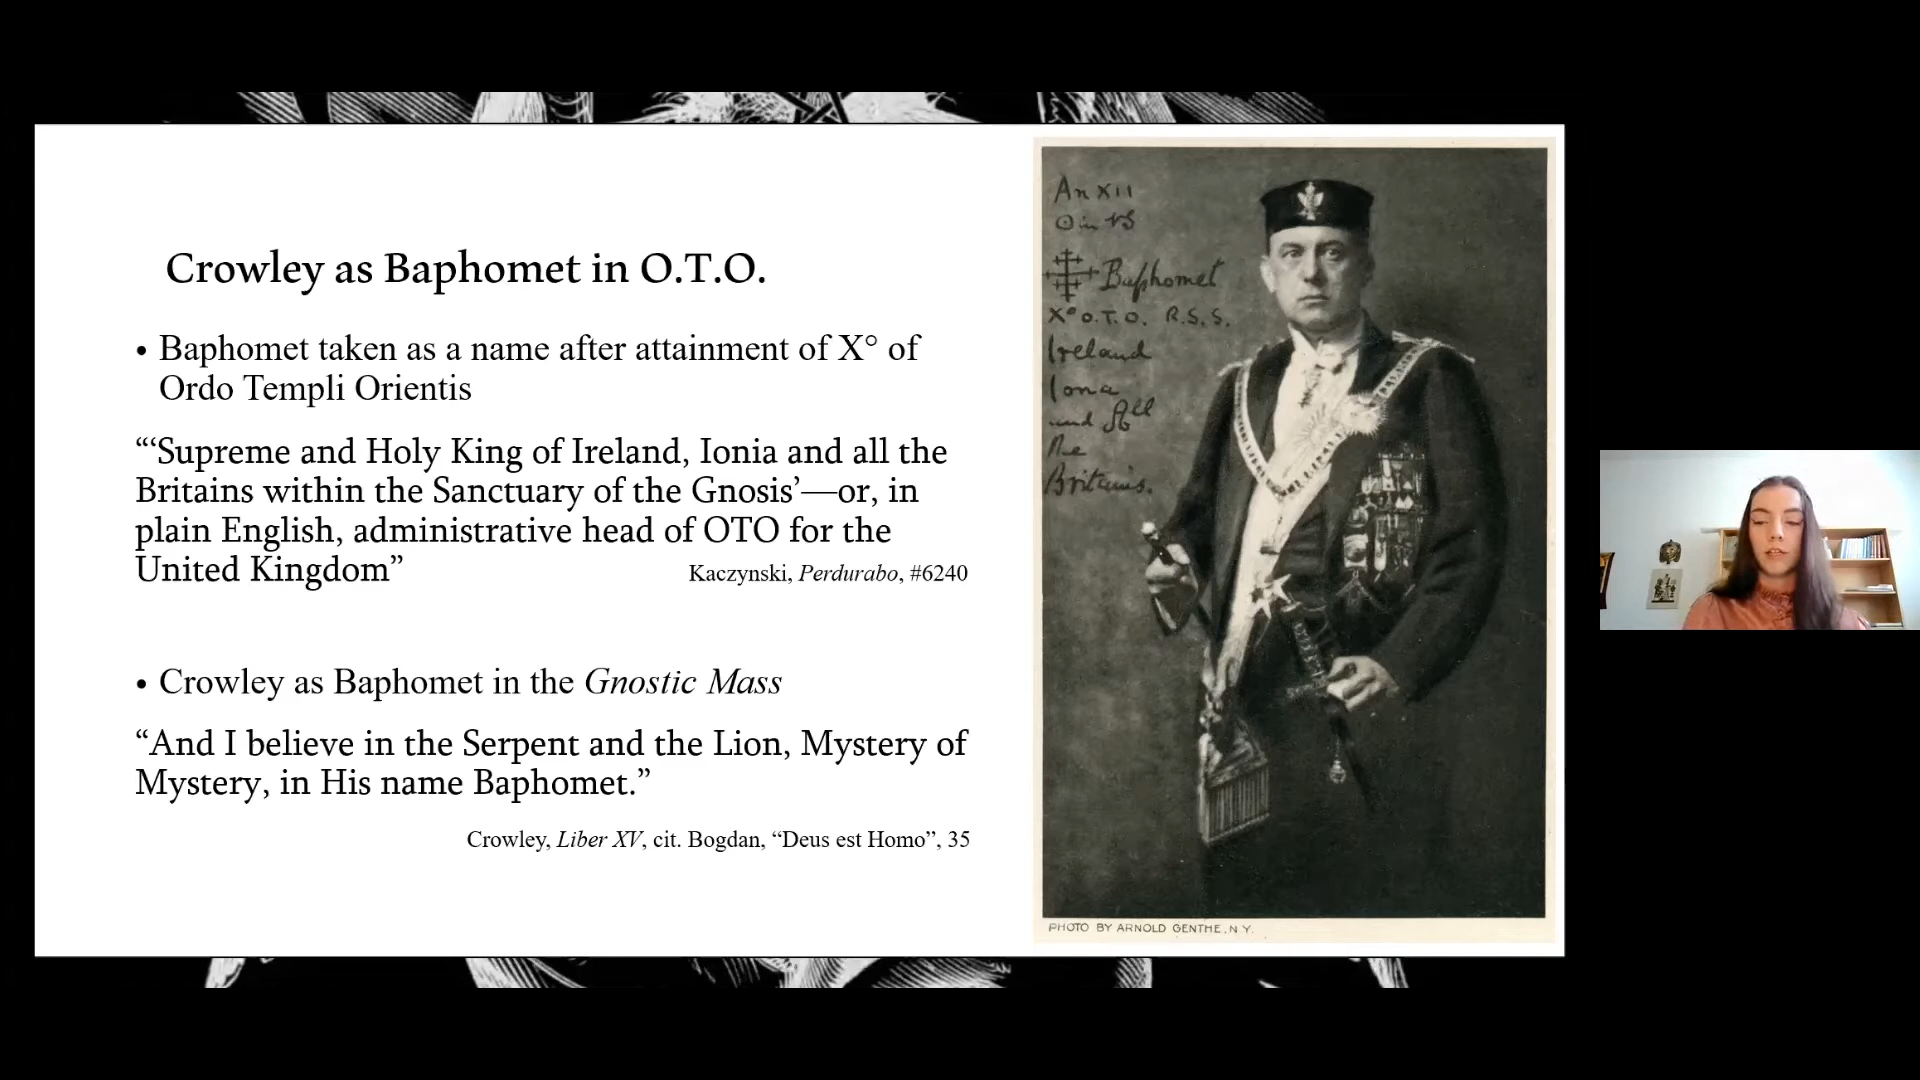 Crowley as Baphomet in O.T.O.
• Baphomet taken as a name after attainment of X° of
Ordo Templi Orientis
“‘Supreme and Holy King of Ireland, Ionia and all the
Britains within the Sanctuary of the Gnosis’—or, in
plain English, administrative head of OTO for the
United Kingdom”
Kaczynski, Perdurabo, #6240
• Crowley as Baphomet in the Gnostic Mass
“And I believe in the Serpent and the Lion, Mystery of
Mystery, in His name Baphomet.”
Crowley, Liber XV, cit. Bogdan, “Deus est Homo”, 35
An XII
☉ in ♑
Baphomet
X° O.T.O. R.S.S.
Ireland
Iona
and All
the
Britains.
PHOTO BY ARNOLD GENTHE, N.Y.